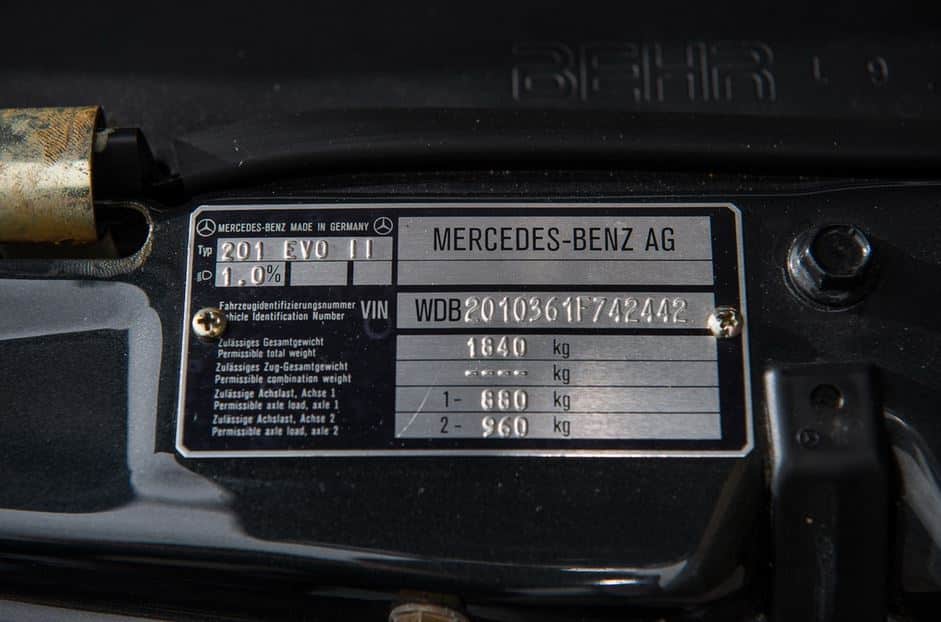 BEHR L 9
MERCEDES-BENZ MADE IN GERMANY
MERCEDES-BENZ AG
Typ 201 EVO II
1.0%
Fahrzeugidentifizierungsnummer
Vehicle Identification Number
VIN WDB2010361F742442
Zulässiges Gesamtgewicht
Permissible total weight
1840 kg
Zulässiges Zug-Gesamtgewicht
Permissible combination weight
---- kg
Zulässige Achslast, Achse 1
Permissible axle load, axle 1
1- 880 kg
Zulässige Achslast, Achse 2
Permissible axle load, axle 2
2- 960 kg